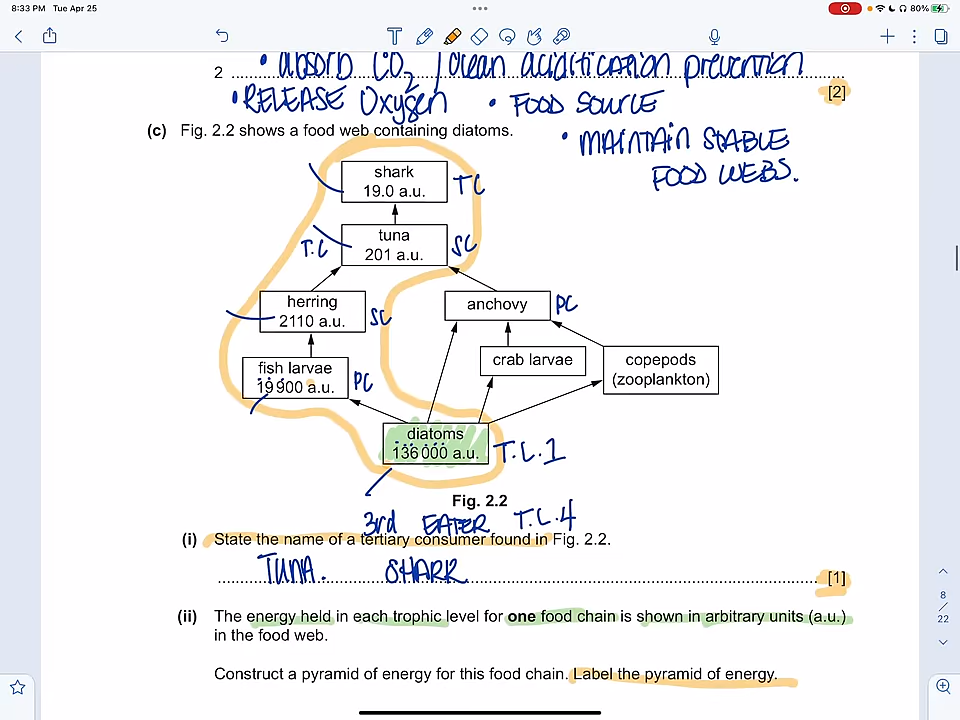 8:33 PM Tue Apr 25
80%
• absorb CO2 / ocean acidification prevention
2 ........................................................................ [2]
• RELEASE Oxygen • FOOD SOURCE
(c) Fig. 2.2 shows a food web containing diatoms.
• MAINTAIN STABLE
FOOD WEBS.
shark
19.0 a.u.
TC
tuna
201 a.u.
T.C
SC
herring
2110 a.u.
SC
anchovy
PC
fish larvae
19 900 a.u.
PC
crab larvae
copepods
(zooplankton)
diatoms
136 000 a.u.
T.L.1
Fig. 2.2
3rd EATER T.L.4
(i) State the name of a tertiary consumer found in Fig. 2.2.
TUNA. SHARK
........................................................................ [1]
(ii) The energy held in each trophic level for one food chain is shown in arbitrary units (a.u.)
in the food web.
Construct a pyramid of energy for this food chain. Label the pyramid of energy.
8
/
22